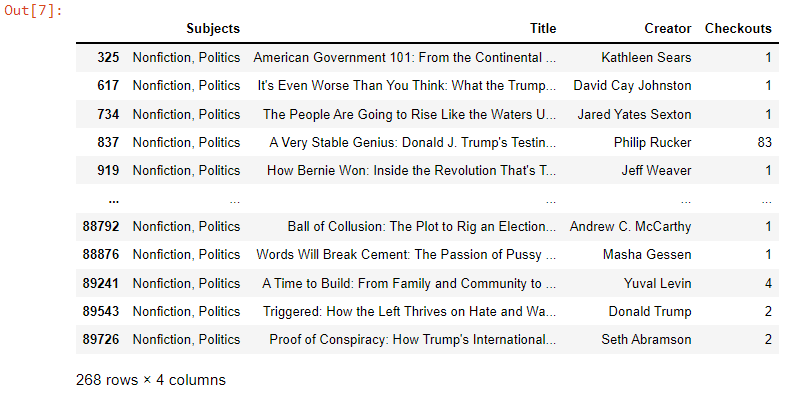 Out[7]:
Subjects Title Creator Checkouts
325 Nonfiction, Politics American Government 101: From the Continental ... Kathleen Sears 1
617 Nonfiction, Politics It's Even Worse Than You Think: What the Trump... David Cay Johnston 1
734 Nonfiction, Politics The People Are Going to Rise Like the Waters U... Jared Yates Sexton 1
837 Nonfiction, Politics A Very Stable Genius: Donald J. Trump's Testin... Philip Rucker 83
919 Nonfiction, Politics How Bernie Won: Inside the Revolution That's T... Jeff Weaver 1
... ... ... ... ...
88792 Nonfiction, Politics Ball of Collusion: The Plot to Rig an Election... Andrew C. McCarthy 1
88876 Nonfiction, Politics Words Will Break Cement: The Passion of Pussy ... Masha Gessen 1
89241 Nonfiction, Politics A Time to Build: From Family and Community to ... Yuval Levin 4
89543 Nonfiction, Politics Triggered: How the Left Thrives on Hate and Wa... Donald Trump 2
89726 Nonfiction, Politics Proof of Conspiracy: How Trump's International... Seth Abramson 2
268 rows × 4 columns